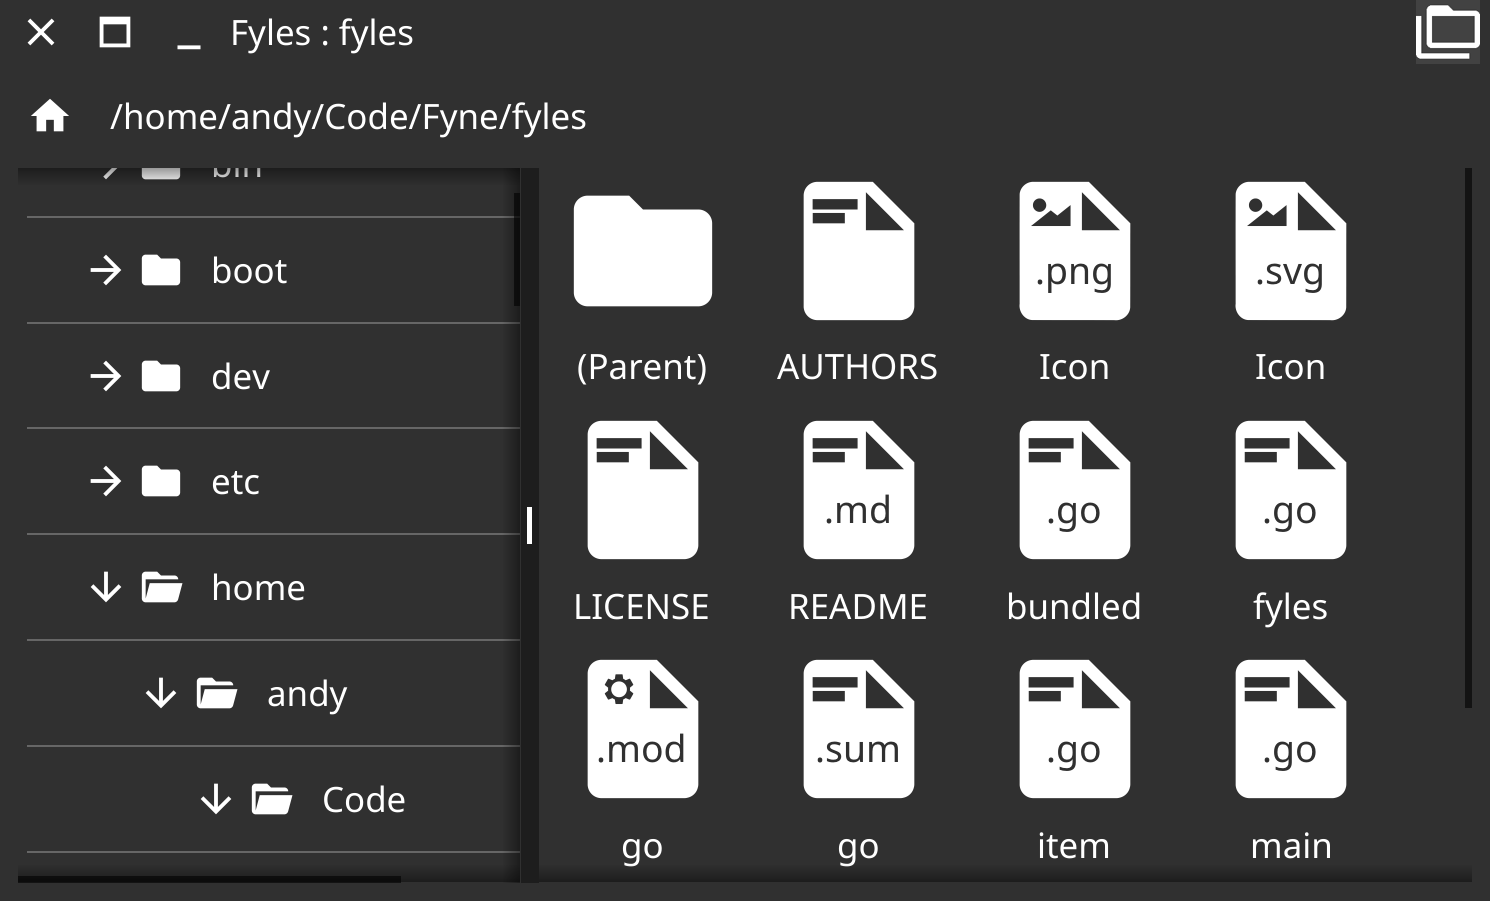 Fyles : fyles
/home/andy/Code/Fyne/fyles
bin
boot
dev
etc
home
andy
Code
(Parent)
AUTHORS
.png
Icon
.svg
Icon
LICENSE
.md
README
.go
bundled
.go
fyles
.mod
go
.sum
go
.go
item
.go
main